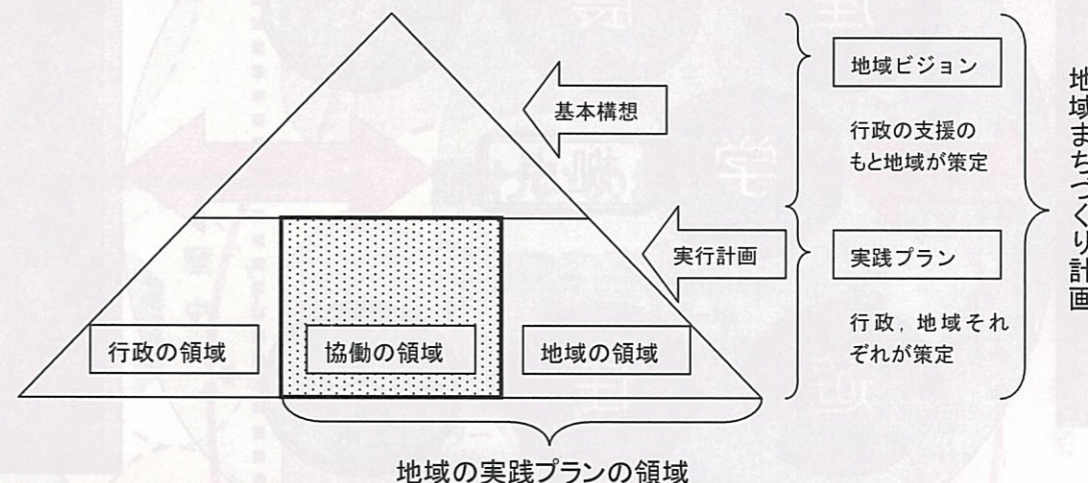 基本構想
地域ビジョン
行政の支援の
もと地域が策定
実行計画
実践プラン
行政，地域それ
ぞれが策定
地域まちづくり計画
行政の領域
協働の領域
地域の領域
地域の実践プランの領域